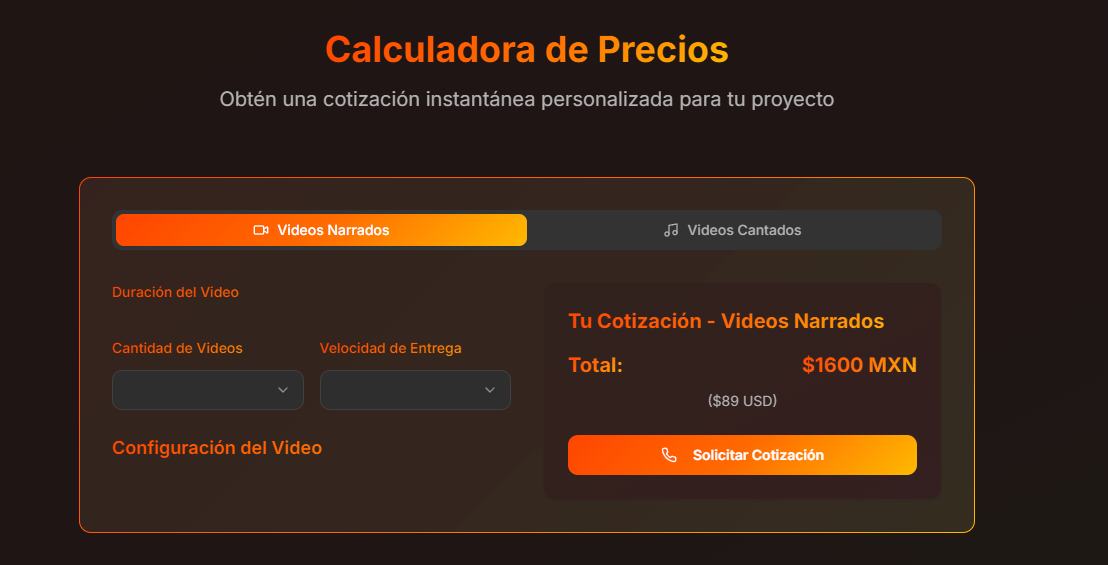 Calculadora de Precios
Obtén una cotización instantánea personalizada para tu proyecto
Videos Narrados
Videos Cantados
Duración del Video
Cantidad de Videos
Velocidad de Entrega
Configuración del Video
Tu Cotización - Videos Narrados
Total: $1600 MXN
($89 USD)
Solicitar Cotización